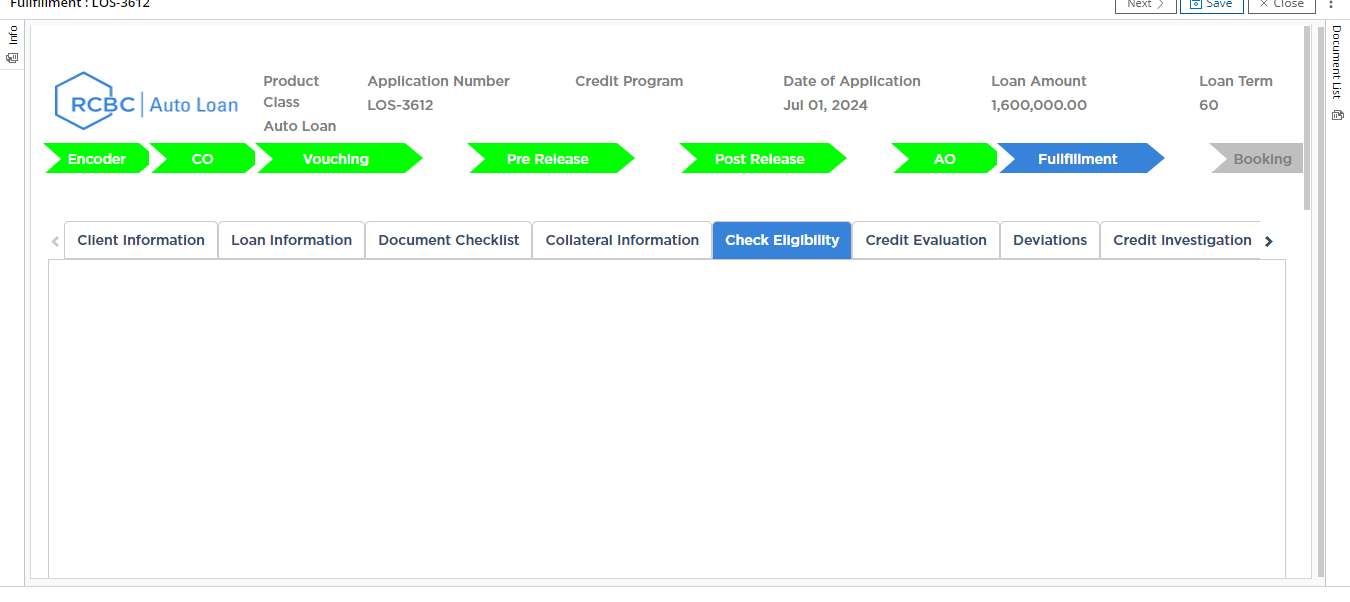 Fullfillment : LOS-3612
Next
Save
Close
Info
Document List
RCBC | Auto Loan
Product Class
Auto Loan
Application Number
LOS-3612
Credit Program
Date of Application
Jul 01, 2024
Loan Amount
1,600,000.00
Loan Term
60
Encoder
CO
Vouching
Pre Release
Post Release
AO
Fullfillment
Booking
Client Information
Loan Information
Document Checklist
Collateral Information
Check Eligibility
Credit Evaluation
Deviations
Credit Investigation